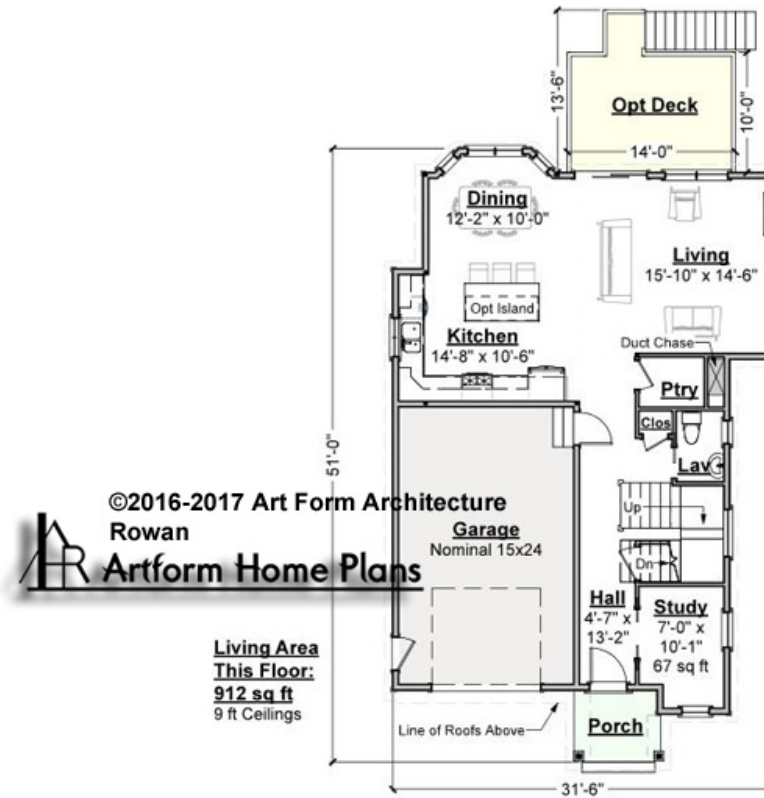 13'-6"
Opt Deck
10'-0"
14'-0"
Dining
12'-2" x 10'-0"
Living
15'-10" x 14'-6"
Opt Island
Kitchen
14'-8" x 10'-6"
Duct Chase
Ptry
Clos
Lav
51'-0"
©2016-2017 Art Form Architecture
Rowan
Artform Home Plans
Garage
Nominal 15x24
Up
Dn
Hall
4'-7" x
13'-2"
Study
7'-0" x
10'-1"
67 sq ft
Living Area
This Floor:
912 sq ft
9 ft Ceilings
Line of Roofs Above
Porch
31'-6"